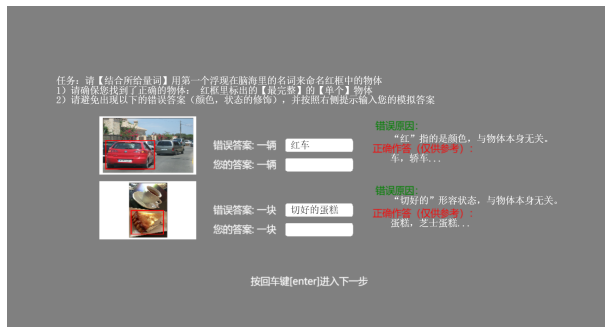 任务：请【结合所给量词】用第一个浮现在脑海里的名词来命名红框中的物体
1）请确保您找到了正确的物体： 红框里标出的【最完整】的【单个】物体
2）请避免出现以下的错误答案（颜色，状态的修饰），并按照右侧提示输入您的模拟答案
错误原因：
错误答案: 一辆 红车
“红”指的是颜色，与物体本身无关。
正确作答（仅供参考）：
您的答案: 一辆
车，轿车...
错误原因：
错误答案: 一块 切好的蛋糕
“切好的”形容状态，与物体本身无关。
正确作答（仅供参考）：
您的答案: 一块
蛋糕，芝士蛋糕...
按回车键[enter]进入下一步